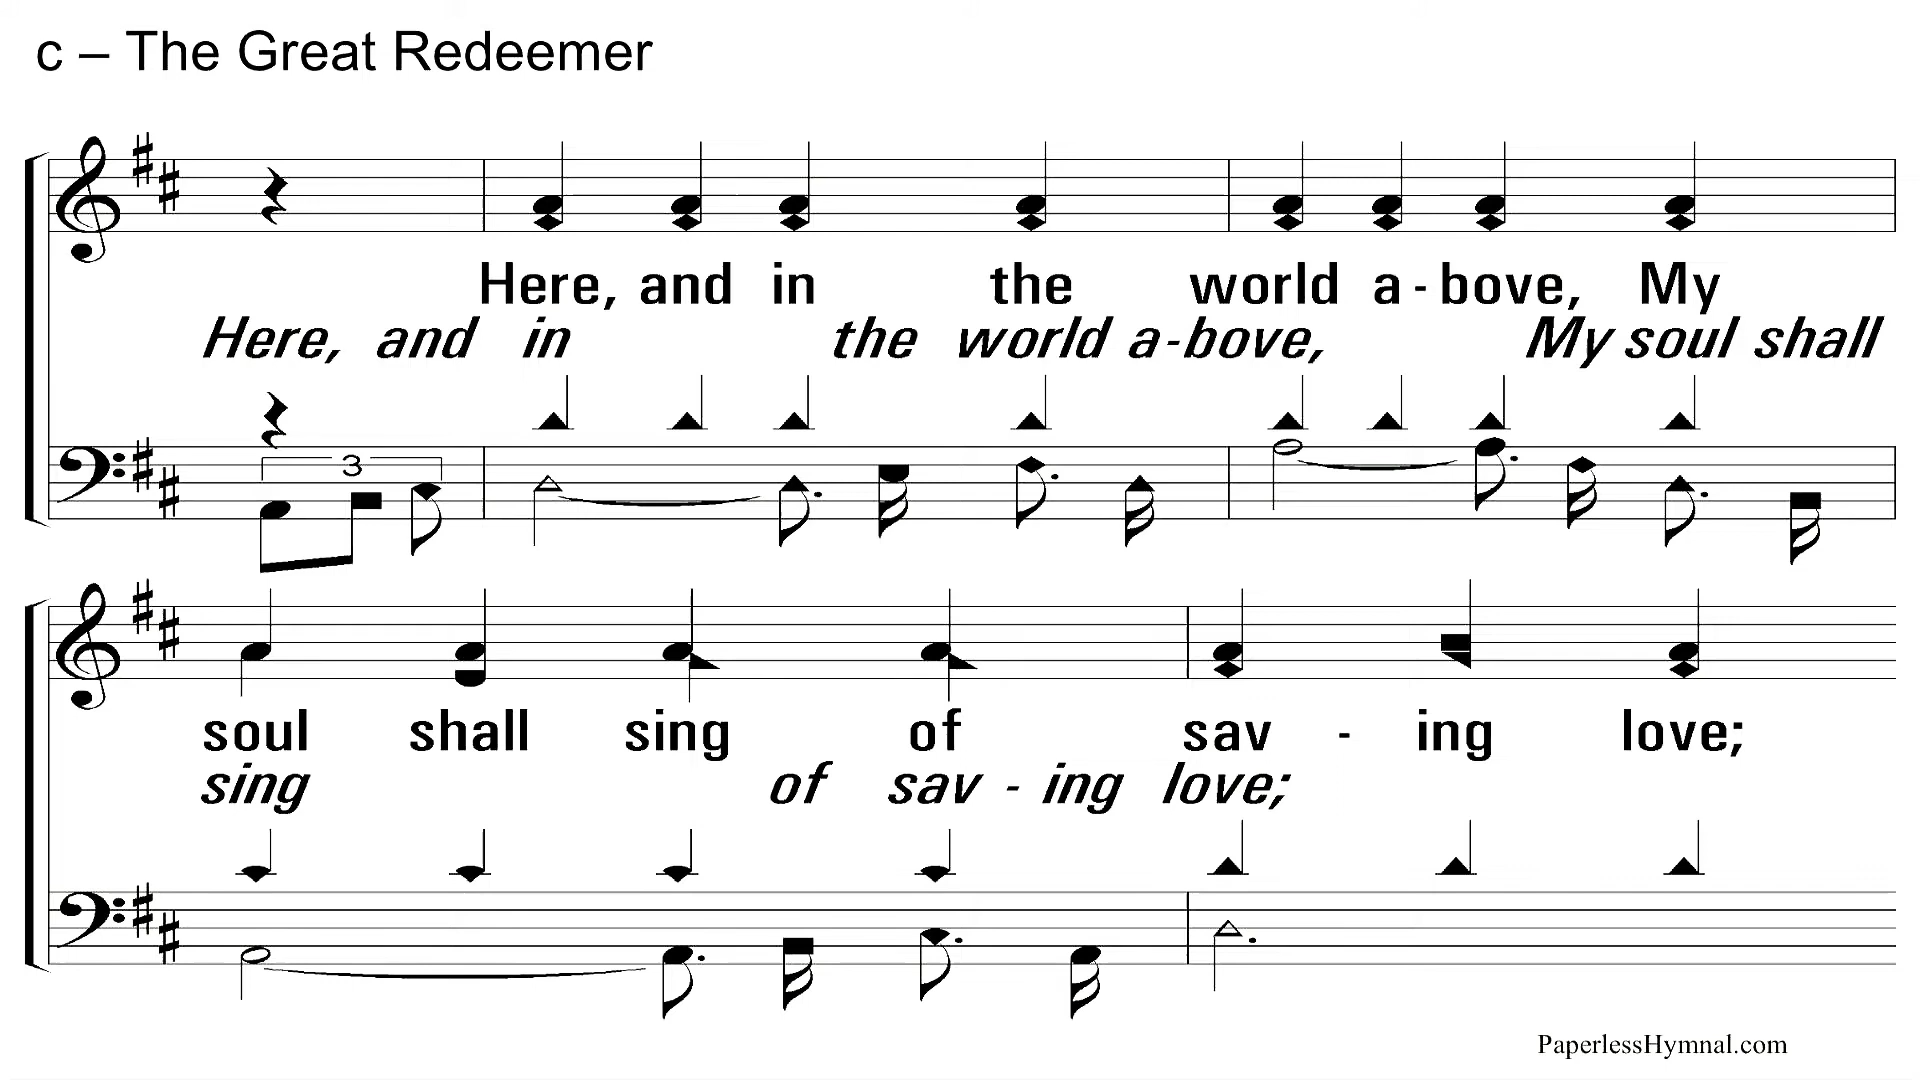 c – The Great Redeemer
Here, and in the world a - bove, My
Here, and in the world a - bove, My soul shall
3
soul shall sing of sav - ing love;
sing of sav - ing love;
PaperlessHymnal.com